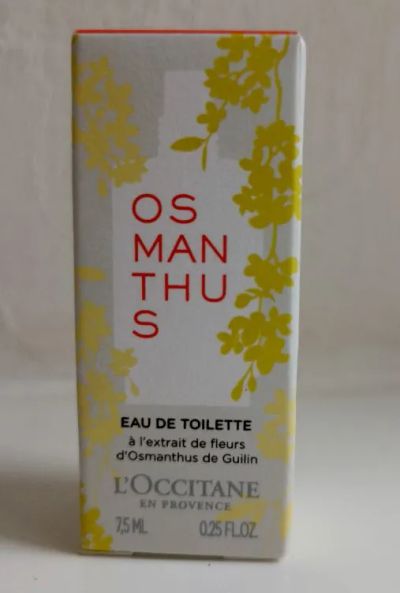 OS
MAN
THU
S
EAU DE TOILETTE
à l'extrait de fleurs
d'Osmanthus de Guilin
L'OCCITANE
EN PROVENCE
7,5 ML 0.25 FL.OZ.